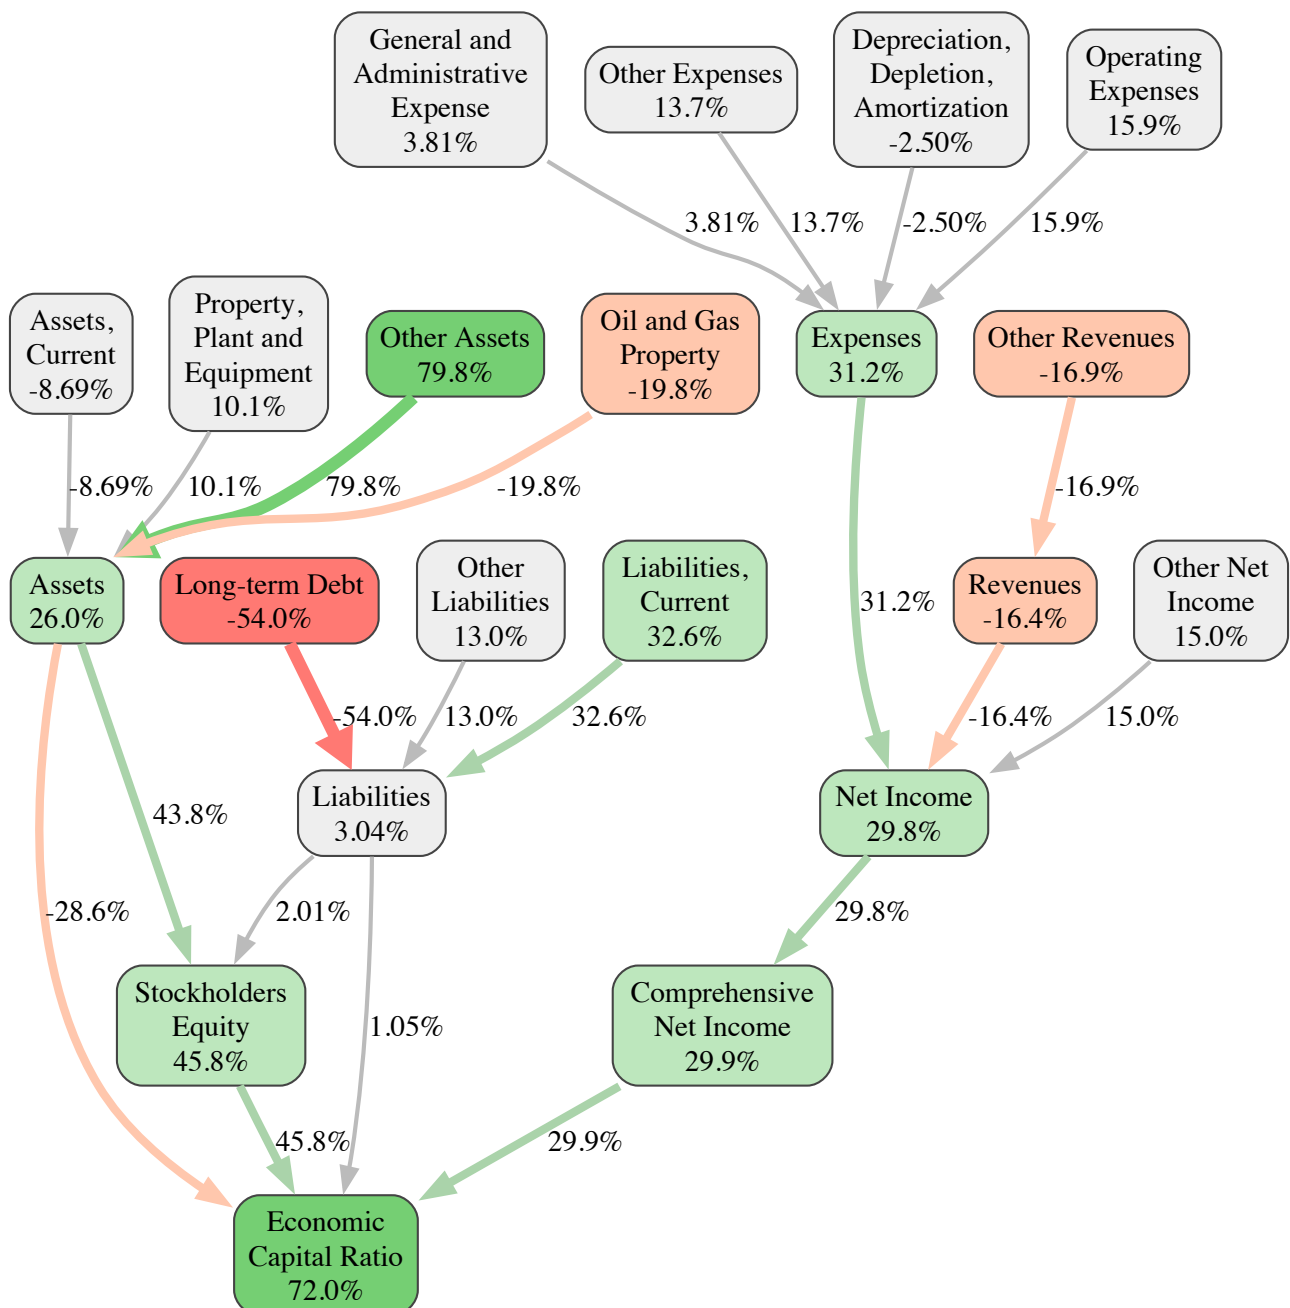 General and
Administrative
Expense
3.81%
Other Expenses
13.7%
Depreciation,
Depletion,
Amortization
-2.50%
Operating
Expenses
15.9%
3.81%
13.7%
-2.50%
15.9%
Assets,
Current
-8.69%
Property,
Plant and
Equipment
10.1%
Other Assets
79.8%
Oil and Gas
Property
-19.8%
Expenses
31.2%
Other Revenues
-16.9%
-8.69%
10.1%
79.8%
-19.8%
-16.9%
Assets
26.0%
Long-term Debt
-54.0%
Other
Liabilities
13.0%
Liabilities,
Current
32.6%
31.2%
Revenues
-16.4%
Other Net
Income
15.0%
-54.0%
13.0%
32.6%
-16.4%
15.0%
43.8%
Liabilities
3.04%
Net Income
29.8%
-28.6%
2.01%
29.8%
Stockholders
Equity
45.8%
1.05%
Comprehensive
Net Income
29.9%
45.8%
29.9%
Economic
Capital Ratio
72.0%